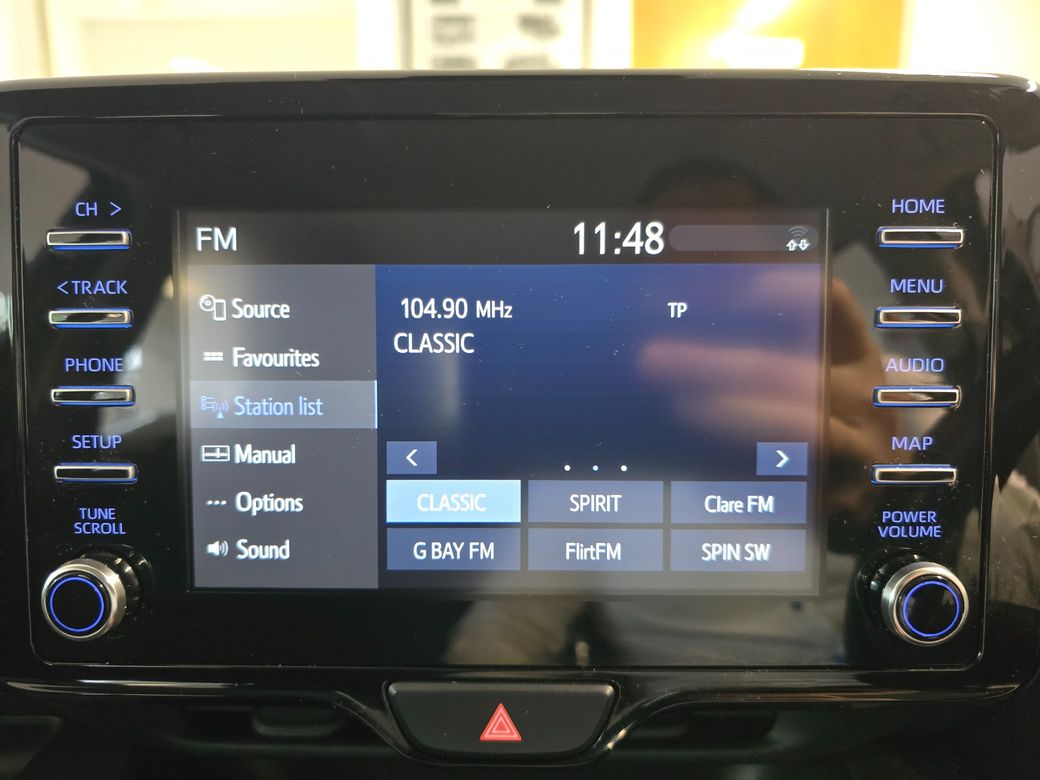 CH >
HOME
FM
11:48
< TRACK
MENU
Source
104.90 MHz
TP
CLASSIC
Favourites
PHONE
AUDIO
Station list
SETUP
MAP
Manual
<
>
TUNE
SCROLL
CLASSIC
SPIRIT
Clare FM
Options
POWER
VOLUME
G BAY FM
FlirtFM
SPIN SW
Sound